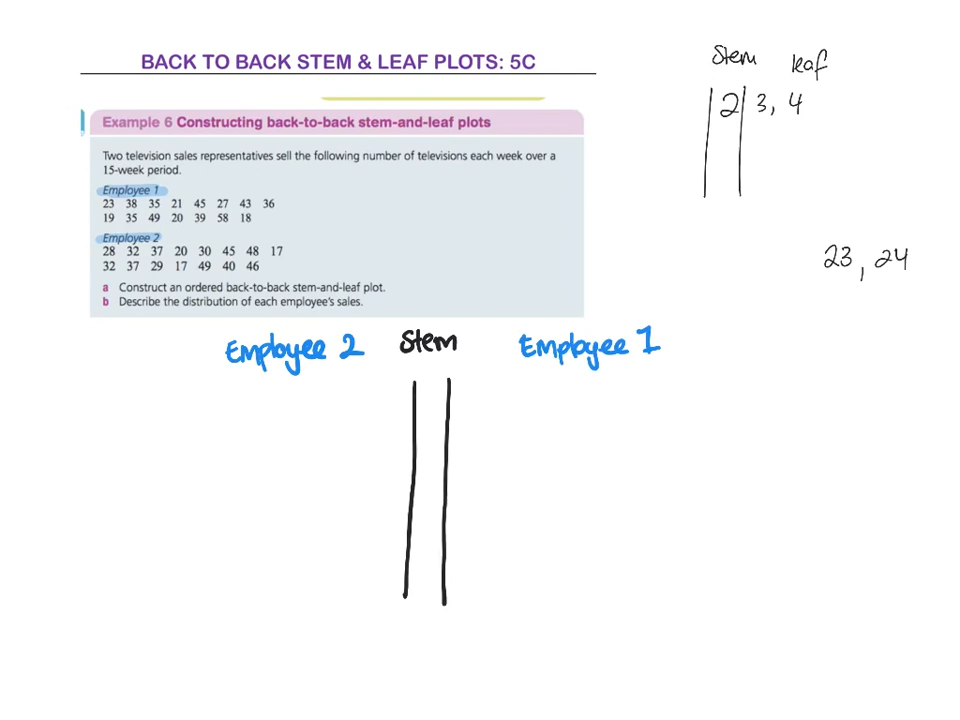 BACK TO BACK STEM & LEAF PLOTS: 5C
Stem leaf
2 3, 4
23, 24
Example 6 Constructing back-to-back stem-and-leaf plots
Two television sales representatives sell the following number of televisions each week over a
15-week period.
Employee 1
23 38 35 21 45 27 43 36
19 35 49 20 39 58 18
Employee 2
28 32 37 20 30 45 48 17
32 37 29 17 49 40 46
a Construct an ordered back-to-back stem-and-leaf plot.
b Describe the distribution of each employee's sales.
Employee 2 Stem Employee 1